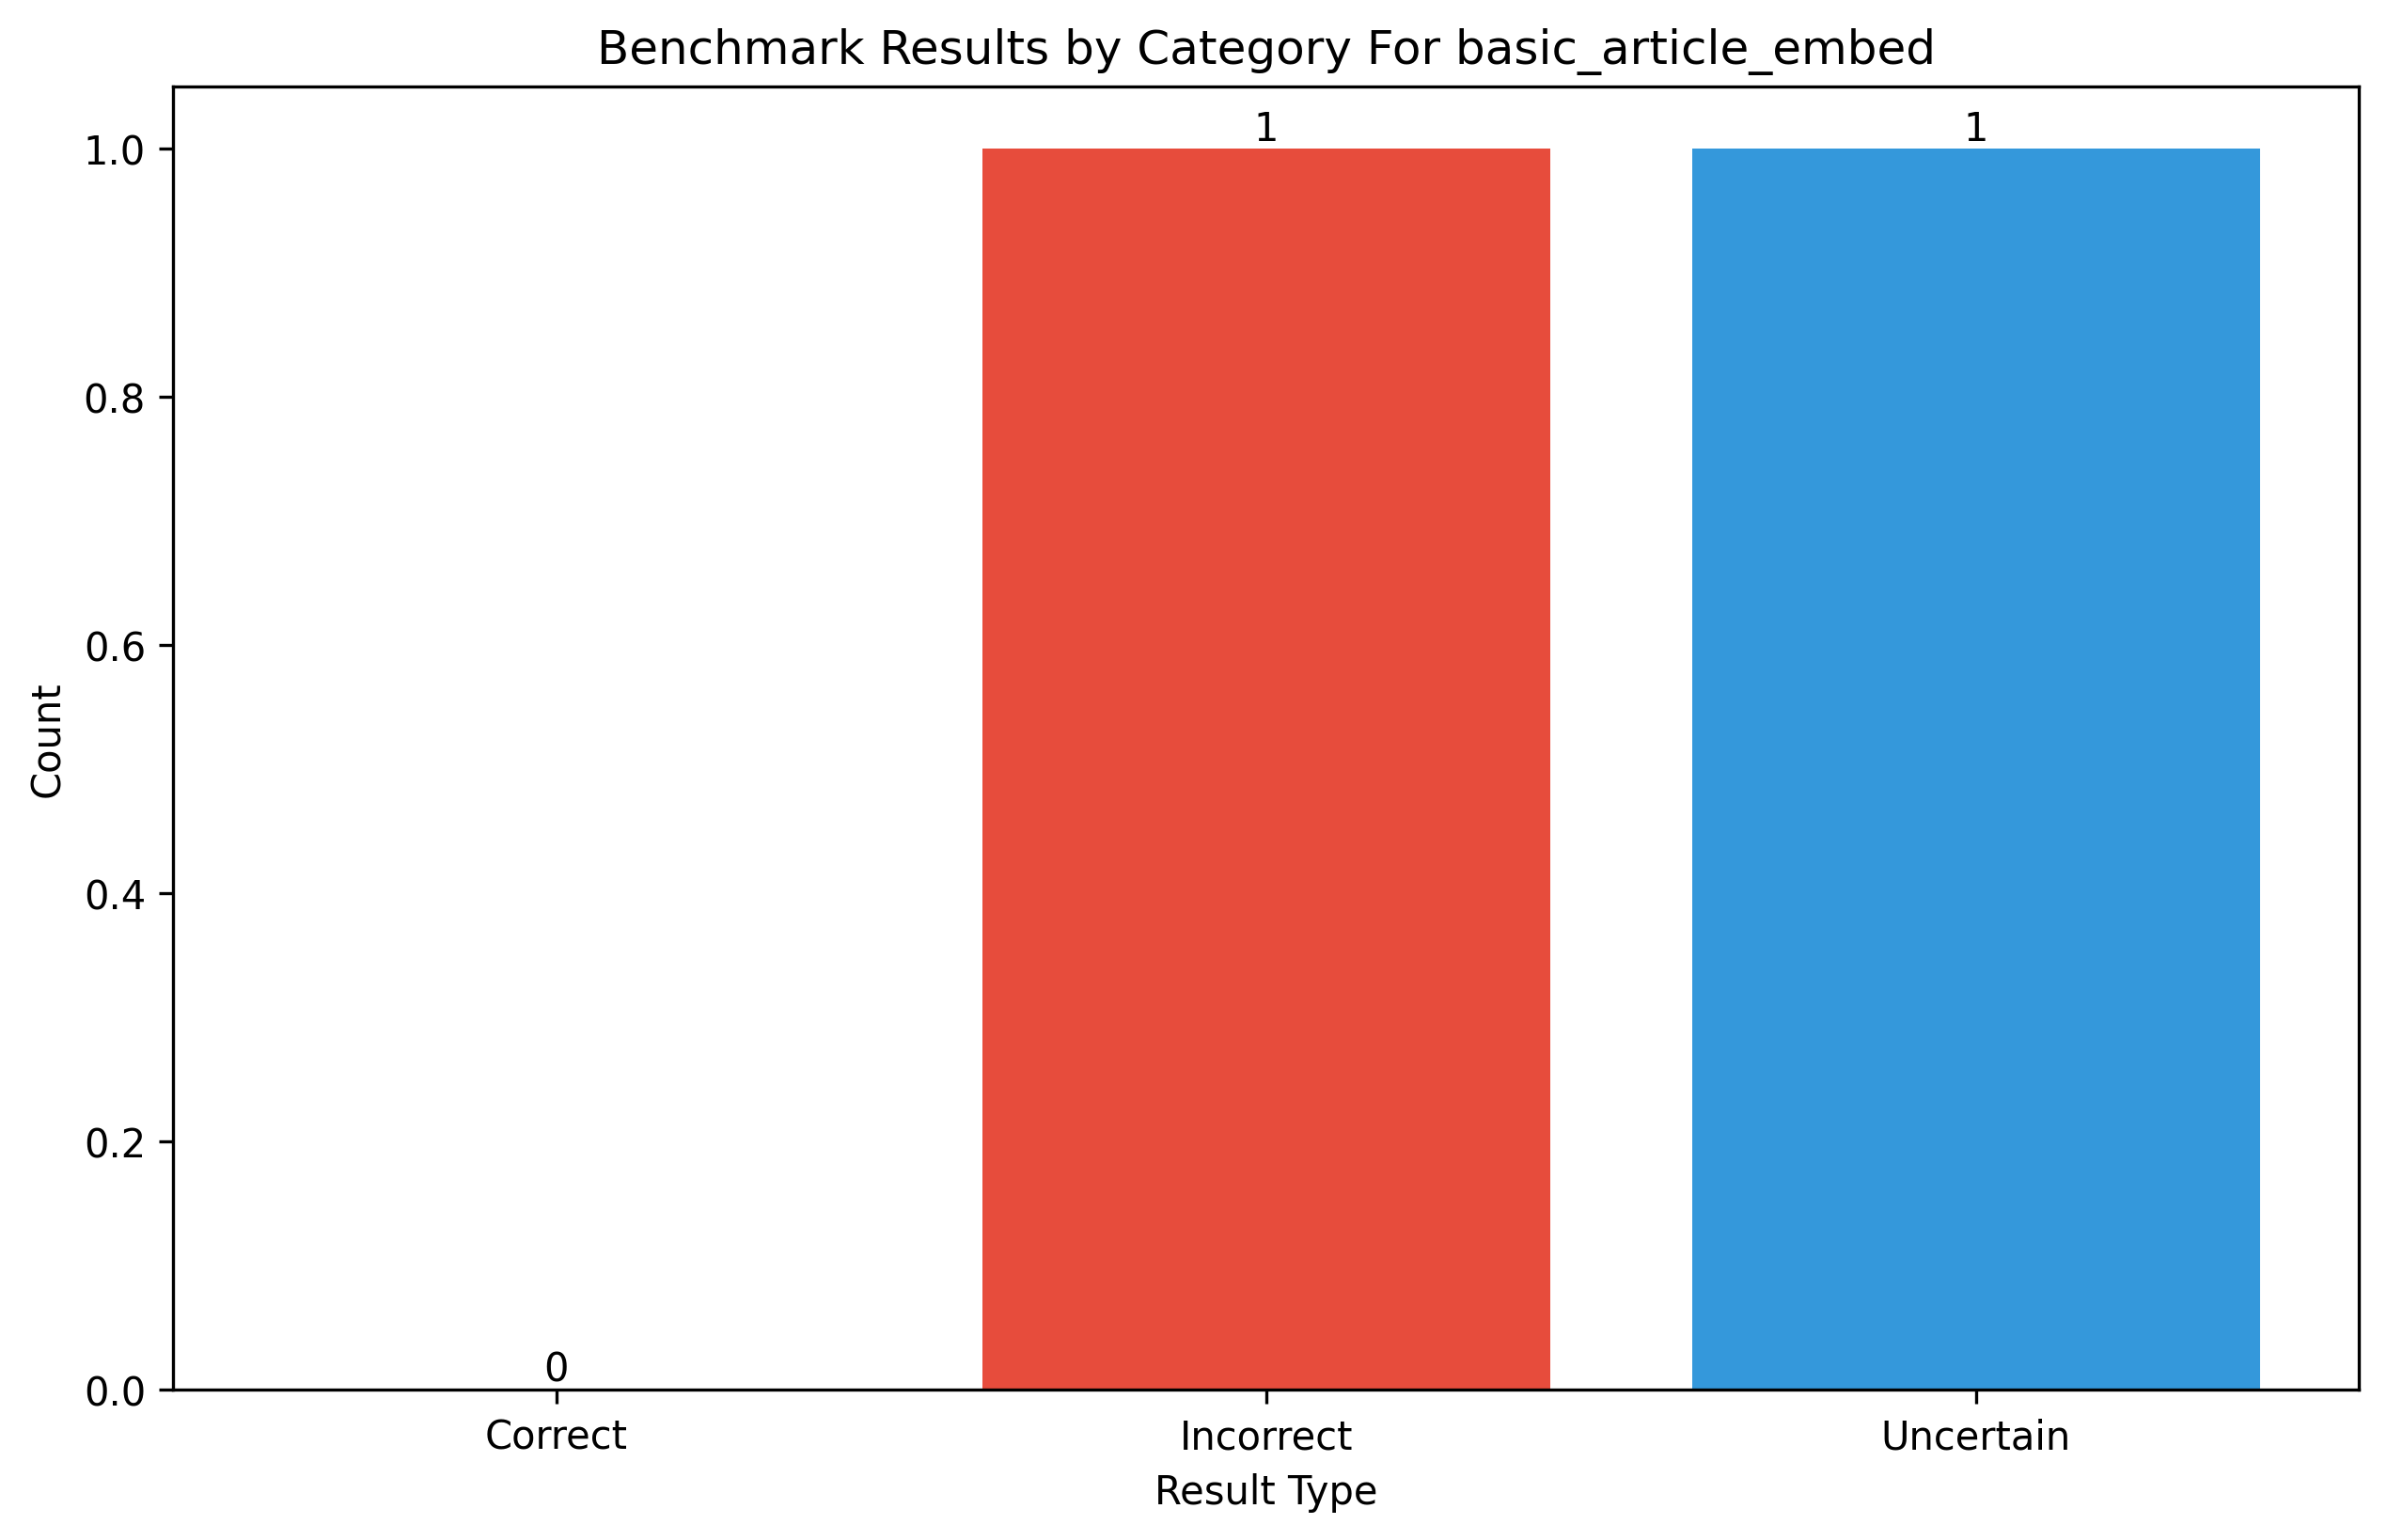 Benchmark Results by Category For basic_article_embed
1
1
1.0
0.8
0.6
0.4
0.2
0.0
Count
0
Correct
Incorrect
Uncertain
Result Type